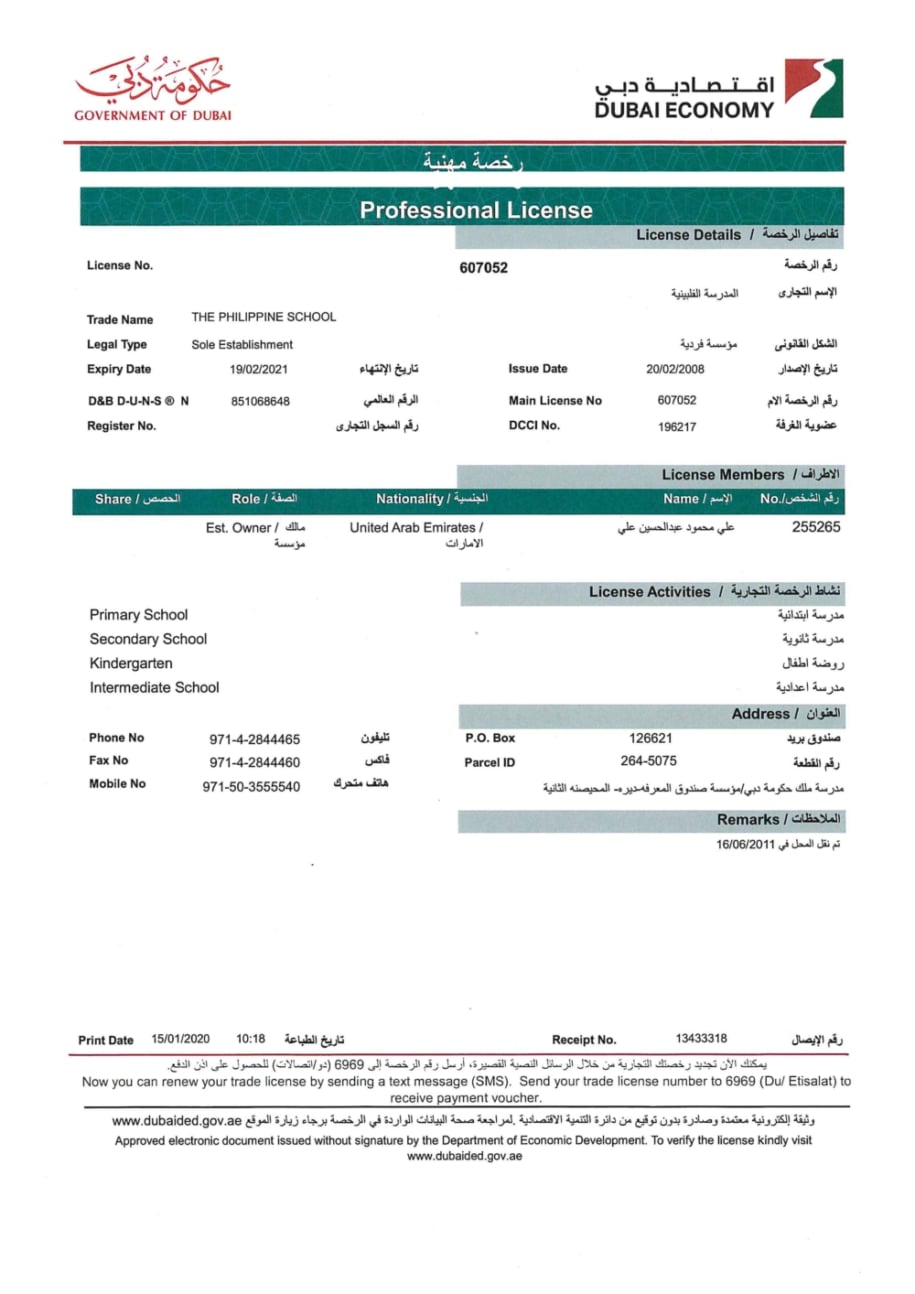 حكومة دبي
GOVERNMENT OF DUBAI
اقتصادية دبي
DUBAI ECONOMY
رخصة مهنية
Professional License
License Details / تفاصيل الرخصة
License No. 607052 رقم الرخصة
المدرسة الفلبينية الإسم التجارى
Trade Name THE PHILIPPINE SCHOOL
Legal Type Sole Establishment مؤسسة فردية الشكل القانونى
Expiry Date 19/02/2021 تاريخ الإنتهاء Issue Date 20/02/2008 تاريخ الإصدار
D&B D-U-N-S ® N 851068648 الرقم العالمي Main License No 607052 رقم الرخصة الام
Register No. رقم السجل التجارى DCCI No. 196217 عضوية الغرفة
License Members / الاطراف
Share / الحصص Role / الصفة Nationality / الجنسية Name / الإسم No./رقم الشخص
Est. Owner / مالك United Arab Emirates / علي محمود عبدالحسين علي 255265
مؤسسة الامارات
License Activities / نشاط الرخصة التجارية
Primary School مدرسة ابتدائية
Secondary School مدرسة ثانوية
Kindergarten روضة اطفال
Intermediate School مدرسة اعدادية
Address / العنوان
Phone No 971-4-2844465 تليفون P.O. Box 126621 صندوق بريد
Fax No 971-4-2844460 فاكس Parcel ID 264-5075 رقم القطعة
Mobile No 971-50-3555540 هاتف متحرك مدرسة ملك حكومة دبي/مؤسسة صندوق المعرفه-ديره- المحيصنه الثانية
Remarks / الملاحظات
تم نقل المحل في 16/06/2011
Print Date 15/01/2020 10:18 تاريخ الطباعة Receipt No. 13433318 رقم الإيصال
يمكنك الآن تجديد رخصتك التجارية من خلال الرسائل النصية القصيرة، أرسل رقم الرخصة إلى 6969 (دو/اتصالات) للحصول على اذن الدفع.
Now you can renew your trade license by sending a text message (SMS). Send your trade license number to 6969 (Du/ Etisalat) to
receive payment voucher.
وثيقة إلكترونية معتمدة وصادرة بدون توقيع من دائرة التنمية الاقتصادية .لمراجعة صحة البيانات الواردة في الرخصة برجاء زيارة الموقع www.dubaided.gov.ae
Approved electronic document issued without signature by the Department of Economic Development. To verify the license kindly visit
www.dubaided.gov.ae